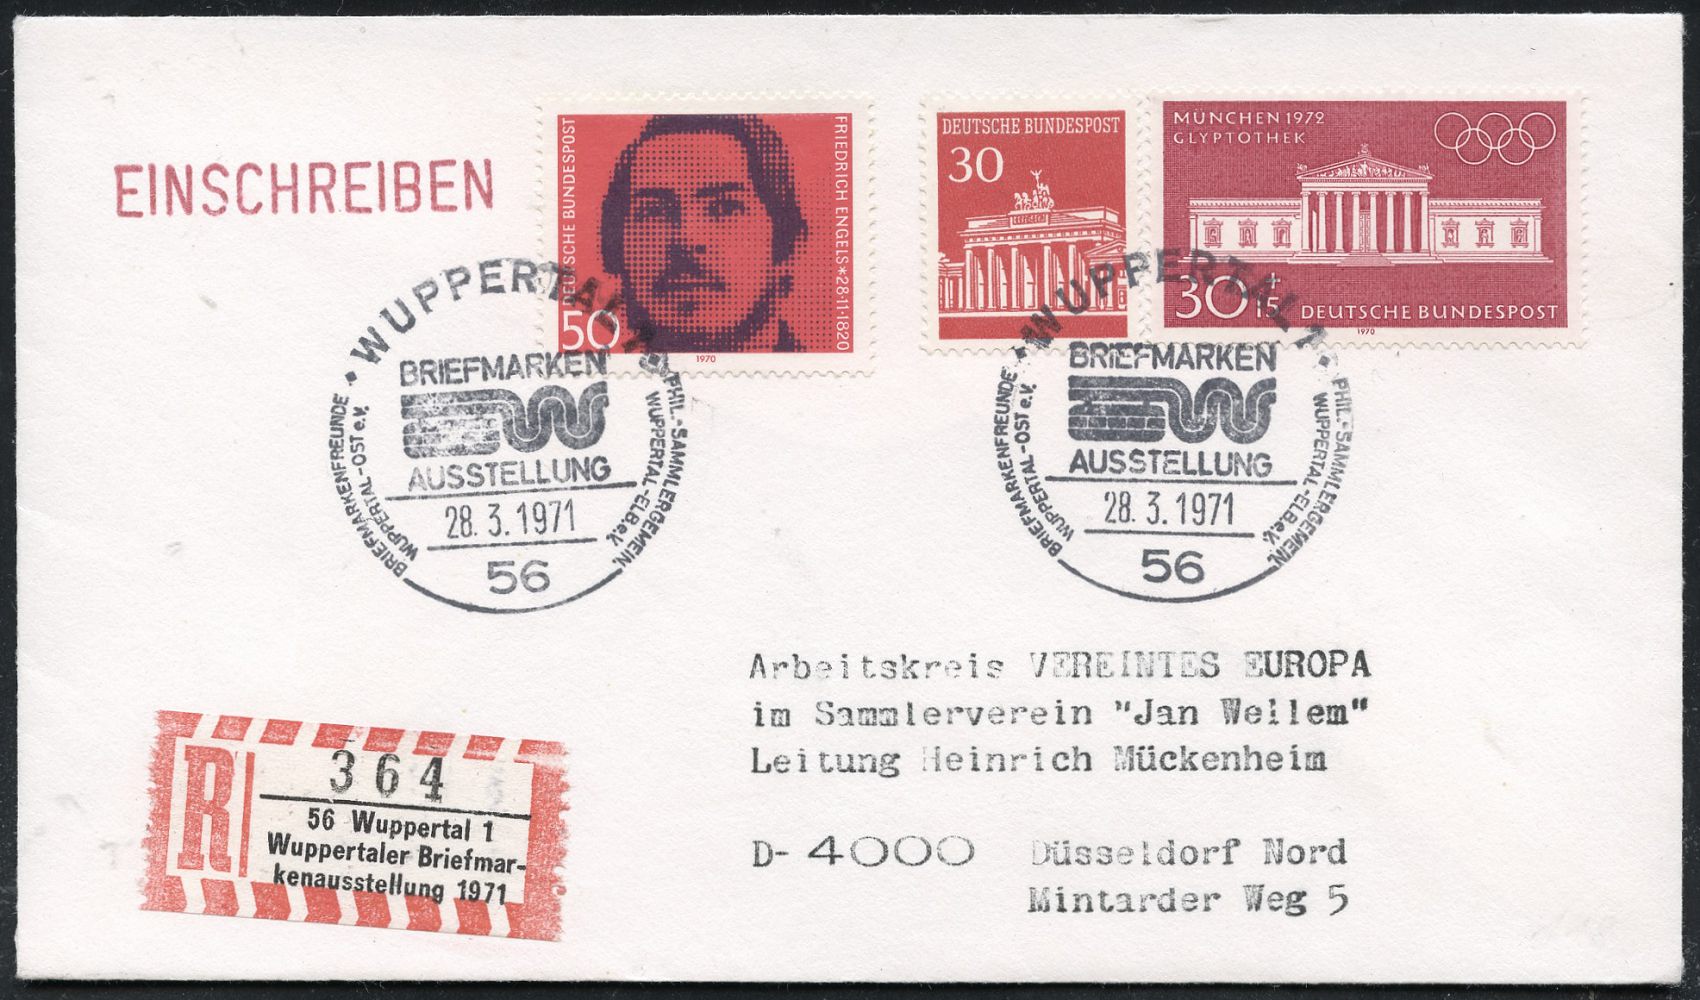 EINSCHREIBEN
DEUTSCHE BUNDESPOST
50
FRIEDRICH ENGELS * 28·11·1820
1970
DEUTSCHE BUNDESPOST
30
MÜNCHEN 1972
GLYPTOTHEK
30 + 15 DEUTSCHE BUNDESPOST
1970
WUPPERTAL 1
BRIEFMARKEN
AUSSTELLUNG
28.3.1971
56
BRIEFMARKENFREUNDE
WUPPERTAL-OST e.V.
PHIL.-SAMMLERGEMEIN.
WUPPERTAL-ELB.e.V.
WUPPERTAL 1
BRIEFMARKEN
AUSSTELLUNG
28.3.1971
56
BRIEFMARKENFREUNDE
WUPPERTAL-OST e.V.
PHIL.-SAMMLERGEMEIN.
WUPPERTAL-ELB.e.V.
Arbeitskreis VEREINTES EUROPA
im Sammlerverein "Jan Wellem"
Leitung Heinrich Mückenheim
D- 4000 Düsseldorf Nord
Mintarder Weg 5
R
364
56 Wuppertal 1
Wuppertaler Briefmar-
kenausstellung 1971